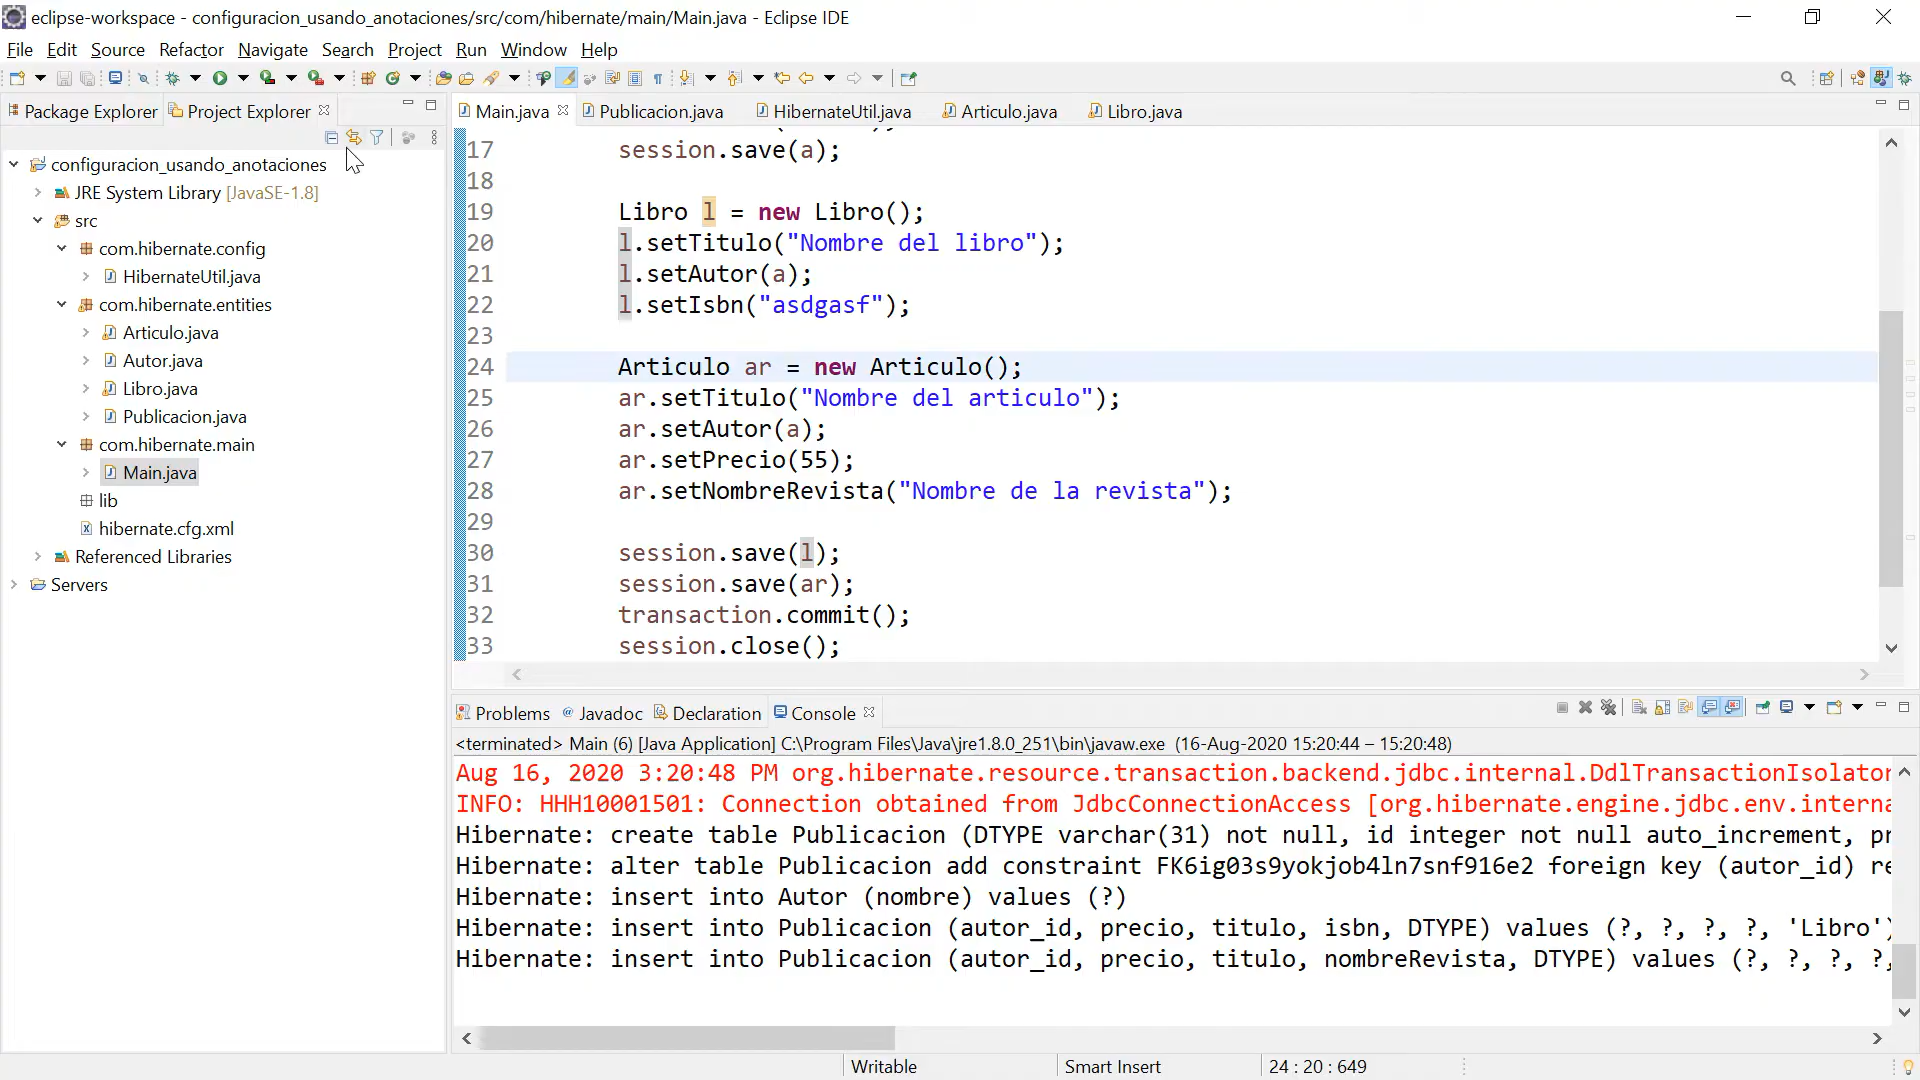 eclipse-workspace - configuracion_usando_anotaciones/src/com/hibernate/main/Main.java - Eclipse IDE
File Edit Source Refactor Navigate Search Project Run Window Help
Package Explorer Project Explorer
configuracion_usando_anotaciones
JRE System Library [JavaSE-1.8]
src
com.hibernate.config
HibernateUtil.java
com.hibernate.entities
Articulo.java
Autor.java
Libro.java
Publicacion.java
com.hibernate.main
Main.java
lib
hibernate.cfg.xml
Referenced Libraries
Servers
Main.java Publicacion.java HibernateUtil.java Articulo.java Libro.java
17 session.save(a);
18
19 Libro l = new Libro();
20 l.setTitulo("Nombre del libro");
21 l.setAutor(a);
22 l.setIsbn("asdgasf");
23
24 Articulo ar = new Articulo();
25 ar.setTitulo("Nombre del articulo");
26 ar.setAutor(a);
27 ar.setPrecio(55);
28 ar.setNombreRevista("Nombre de la revista");
29
30 session.save(l);
31 session.save(ar);
32 transaction.commit();
33 session.close();
Problems Javadoc Declaration Console
<terminated> Main (6) [Java Application] C:\Program Files\Java\jre1.8.0_251\bin\javaw.exe (16-Aug-2020 15:20:44 – 15:20:48)
Aug 16, 2020 3:20:48 PM org.hibernate.resource.transaction.backend.jdbc.internal.DdlTransactionIsolator
INFO: HHH10001501: Connection obtained from JdbcConnectionAccess [org.hibernate.engine.jdbc.env.interna
Hibernate: create table Publicacion (DTYPE varchar(31) not null, id integer not null auto_increment, pr
Hibernate: alter table Publicacion add constraint FK6ig03s9yokjob4ln7snf916e2 foreign key (autor_id) re
Hibernate: insert into Autor (nombre) values (?)
Hibernate: insert into Publicacion (autor_id, precio, titulo, isbn, DTYPE) values (?, ?, ?, ?, 'Libro')
Hibernate: insert into Publicacion (autor_id, precio, titulo, nombreRevista, DTYPE) values (?, ?, ?, ?,
Writable Smart Insert 24 : 20 : 649